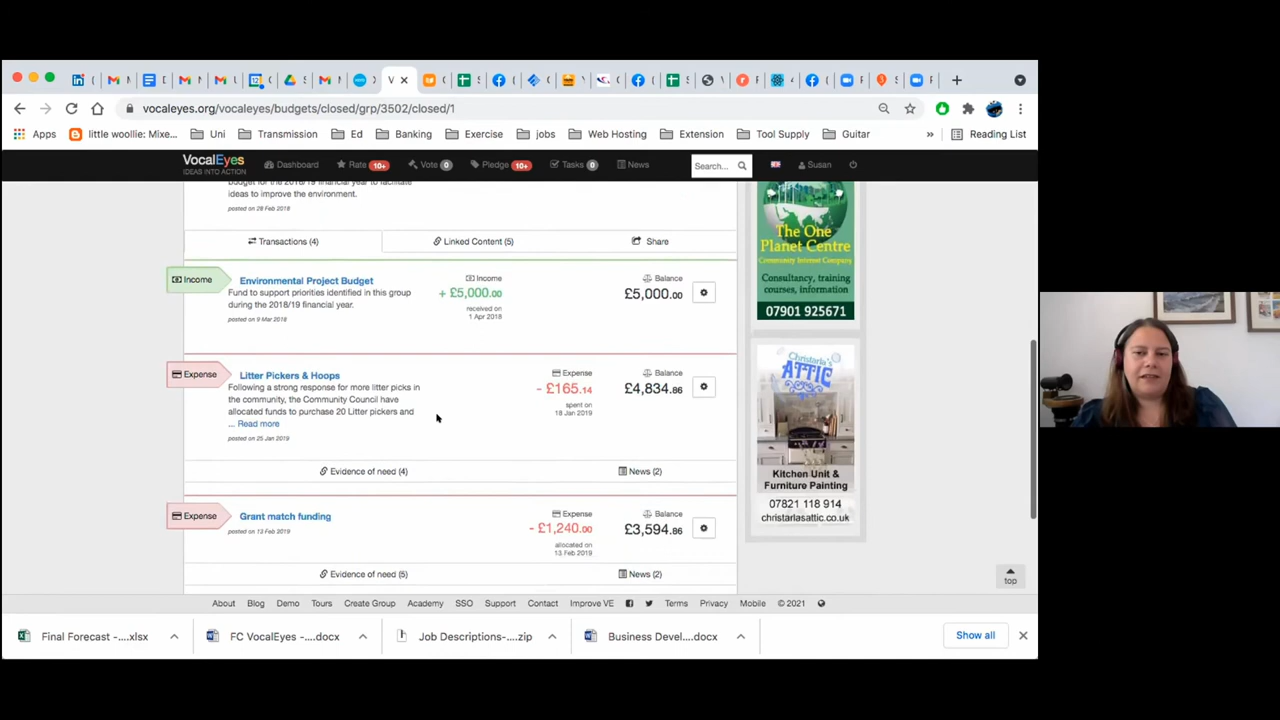 vocaleyes.org/vocaleyes/budgets/closed/grp/3502/closed/1
Apps
little woollie: Mixe...
Uni
Transmission
Ed
Banking
Exercise
jobs
Web Hosting
Extension
Tool Supply
Guitar
»
Reading List
VocalEyes
IDEAS INTO ACTION
Dashboard
Rate 10+
Vote 0
Pledge 10+
Tasks 0
News
Search...
Susan
budget for the 2018/19 financial year to facilitate
ideas to improve the environment.
posted on 28 Feb 2018
Transactions (4)
Linked Content (5)
Share
Income
Environmental Project Budget
Fund to support priorities identified in this group
during the 2018/19 financial year.
posted on 9 Mar 2018
Income
+ £5,000.00
received on
1 Apr 2018
Balance
£5,000.00
Expense
Litter Pickers & Hoops
Following a strong response for more litter picks in
the community, the Community Council have
allocated funds to purchase 20 Litter pickers and
... Read more
posted on 25 Jan 2019
Expense
- £165.14
spent on
18 Jan 2019
Balance
£4,834.86
Evidence of need (4)
News (2)
Expense
Grant match funding
posted on 13 Feb 2019
Expense
- £1,240.00
allocated on
13 Feb 2019
Balance
£3,594.86
Evidence of need (5)
News (2)
The One
Planet Centre
Community Interest Company
Consultancy, training
courses, information
07901 925671
Christarla's
ATTIC
Kitchen Unit &
Furniture Painting
07821 118 914
christarlasattic.co.uk
top
About
Blog
Demo
Tours
Create Group
Academy
SSO
Support
Contact
Improve VE
Terms
Privacy
Mobile
© 2021
Final Forecast -....xlsx
FC VocalEyes -....docx
Job Descriptions-....zip
Business Devel....docx
Show all